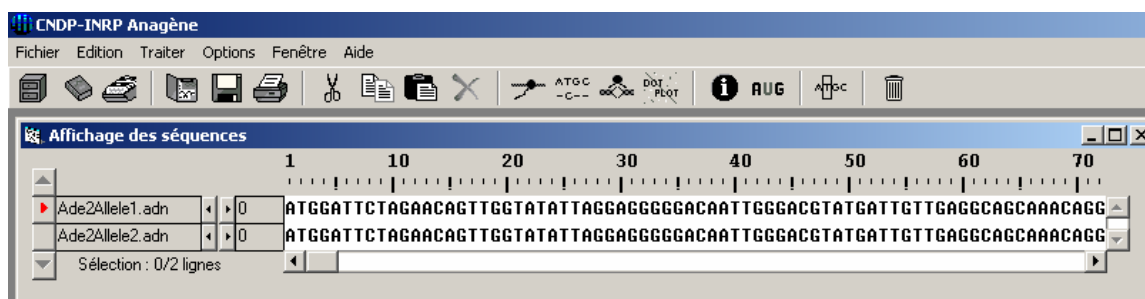 CNDP-INRP Anagène
Fichier Edition Traiter Options Fenêtre Aide
ATGC
-C--
DOT
PLOT
AUG
Affichage des séquences
1 10 20 30 40 50 60 70
Ade2Allele1.adn 0 ATGGATTCTAGAACAGTTGGTATATTAGGAGGGGGACAATTGGGACGTATGATTGTTGAGGCAGCAAACAGG
Ade2Allele2.adn 0 ATGGATTCTAGAACAGTTGGTATATTAGGAGGGGGACAATTGGGACGTATGATTGTTGAGGCAGCAAACAGG
Sélection : 0/2 lignes